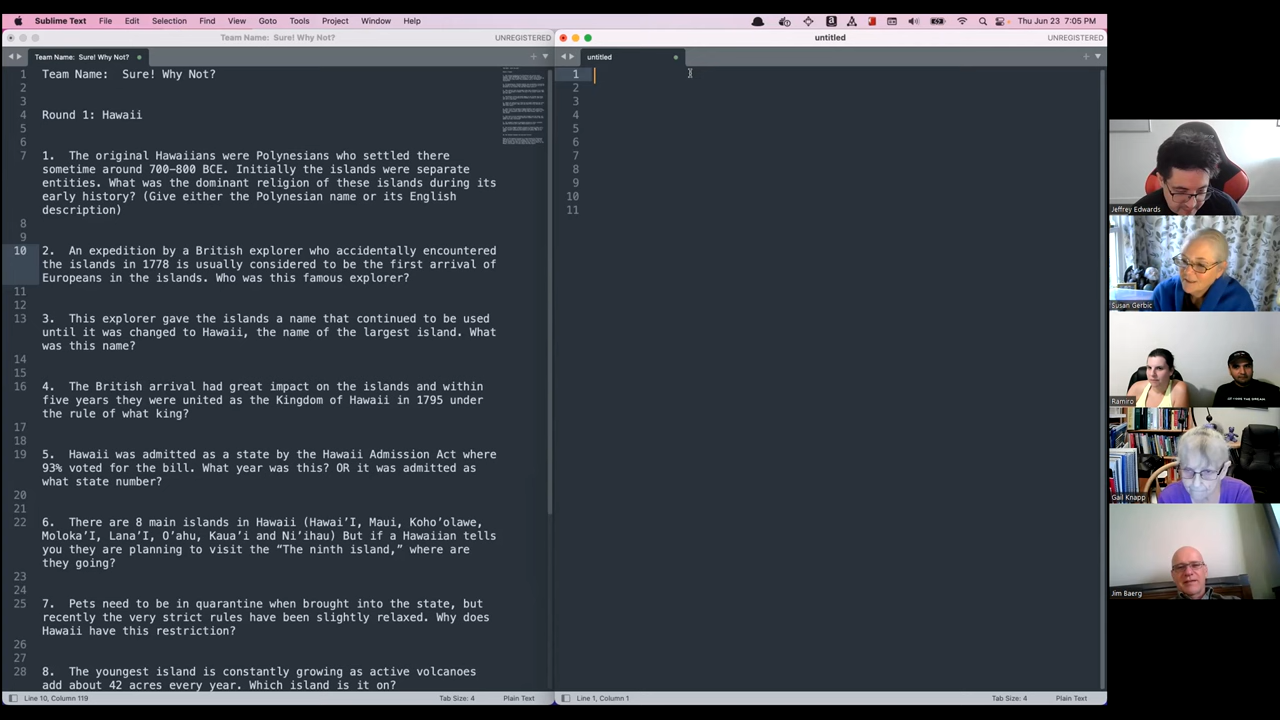 Sublime Text File Edit Selection Find View Goto Tools Project Window Help Thu Jun 23 7:05 PM
Team Name: Sure! Why Not? UNREGISTERED
untitled UNREGISTERED
Team Name: Sure! Why Not?
untitled
1 Team Name: Sure! Why Not?
2
3
4 Round 1: Hawaii
5
6
7 1. The original Hawaiians were Polynesians who settled there
sometime around 700-800 BCE. Initially the islands were separate
entities. What was the dominant religion of these islands during its
early history? (Give either the Polynesian name or its English
description)
8
9
10 2. An expedition by a British explorer who accidentally encountered
the islands in 1778 is usually considered to be the first arrival of
Europeans in the islands. Who was this famous explorer?
11
12
13 3. This explorer gave the islands a name that continued to be used
until it was changed to Hawaii, the name of the largest island. What
was this name?
14
15
16 4. The British arrival had great impact on the islands and within
five years they were united as the Kingdom of Hawaii in 1795 under
the rule of what king?
17
18
19 5. Hawaii was admitted as a state by the Hawaii Admission Act where
93% voted for the bill. What year was this? OR it was admitted as
what state number?
20
21
22 6. There are 8 main islands in Hawaii (Hawai’I, Maui, Koho’olawe,
Moloka’I, Lana’I, O’ahu, Kaua’i and Ni’ihau) But if a Hawaiian tells
you they are planning to visit the “The ninth island,” where are
they going?
23
24
25 7. Pets need to be in quarantine when brought into the state, but
recently the very strict rules have been slightly relaxed. Why does
Hawaii have this restriction?
26
27
28 8. The youngest island is constantly growing as active volcanoes
add about 42 acres every year. Which island is it on?
Line 10, Column 119 Tab Size: 4 Plain Text
1
2
3
4
5
6
7
8
9
10
11
Line 1, Column 1 Tab Size: 4 Plain Text
Jeffrey Edwards
Susan Gerbic
Ramiro
Gail Knapp
Jim Baerg